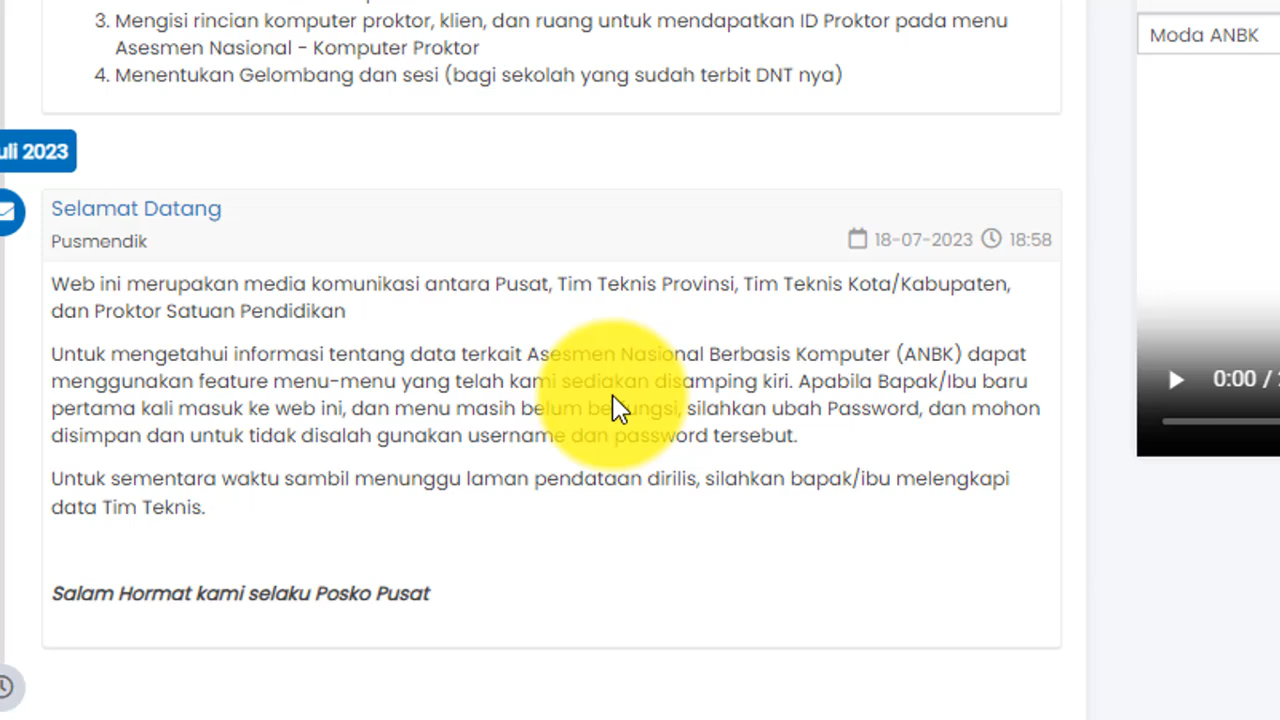 3. Mengisi rincian komputer proktor, klien, dan ruang untuk mendapatkan ID Proktor pada menu
Asesmen Nasional - Komputer Proktor
4. Menentukan Gelombang dan sesi (bagi sekolah yang sudah terbit DNT nya)
uli 2023
Selamat Datang
Pusmendik
18-07-2023 18:58
Web ini merupakan media komunikasi antara Pusat, Tim Teknis Provinsi, Tim Teknis Kota/Kabupaten,
dan Proktor Satuan Pendidikan
Untuk mengetahui informasi tentang data terkait Asesmen Nasional Berbasis Komputer (ANBK) dapat
menggunakan feature menu-menu yang telah kami sediakan disamping kiri. Apabila Bapak/Ibu baru
pertama kali masuk ke web ini, dan menu masih belum berfungsi, silahkan ubah Password, dan mohon
disimpan dan untuk tidak disalah gunakan username dan password tersebut.
Untuk sementara waktu sambil menunggu laman pendataan dirilis, silahkan bapak/ibu melengkapi
data Tim Teknis.
Salam Hormat kami selaku Posko Pusat
Moda ANBK
0:00 /